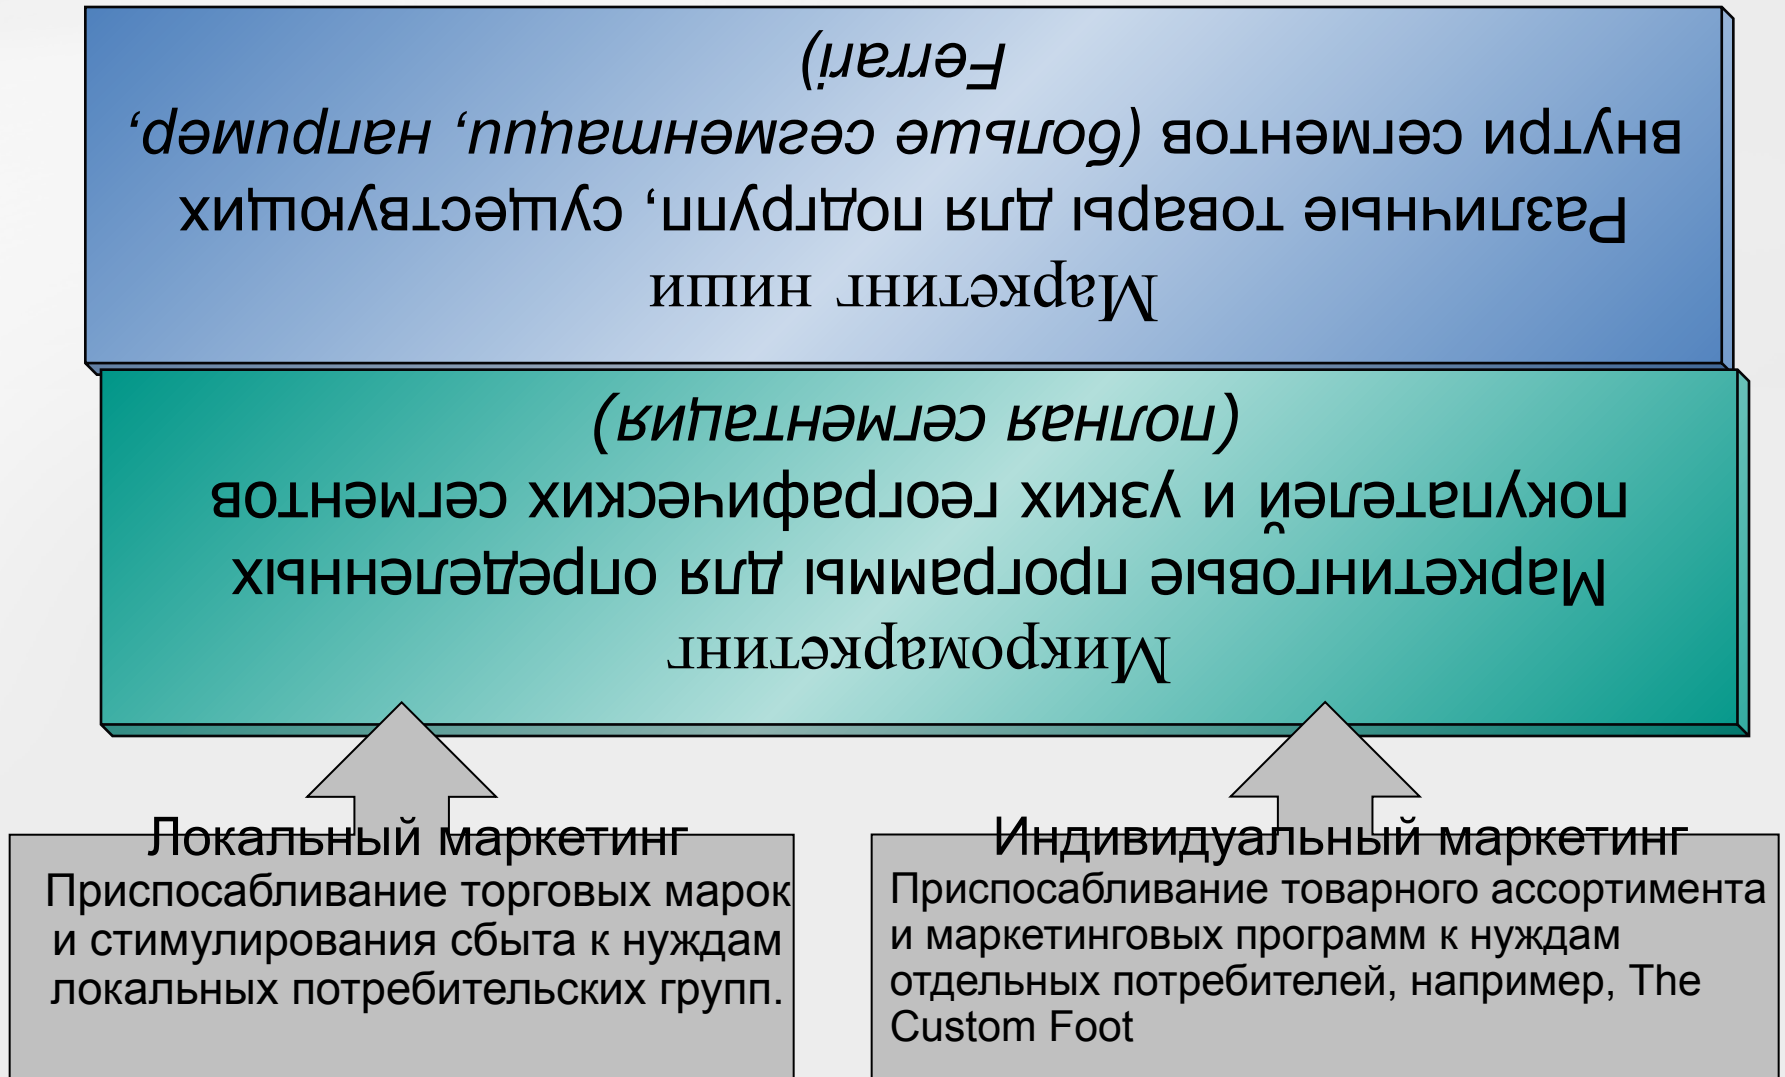 Маркетинг ниши
Различные товары для подгрупп, существующих
внутри сегментов (больше сегментации, например,
Ferrari)
Микромаркетинг
Маркетинговые программы для определенных
покупателей и узких географических сегментов
(полная сегментация)
Локальный маркетинг
Приспосабливание торговых марок
и стимулирования сбыта к нуждам
локальных потребительских групп.
Индивидуальный маркетинг
Приспосабливание товарного ассортимента
и маркетинговых программ к нуждам
отдельных потребителей, например, The
Custom Foot